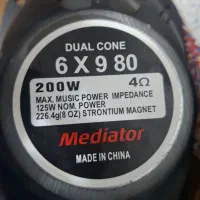 DUAL CONE
6 X 9 80
200W 4Ω
MAX. MUSIC POWER IMPEDANCE
125W NOM. POWER
226.4g(8 OZ) STRONTIUM MAGNET
Mediator
MADE IN CHINA